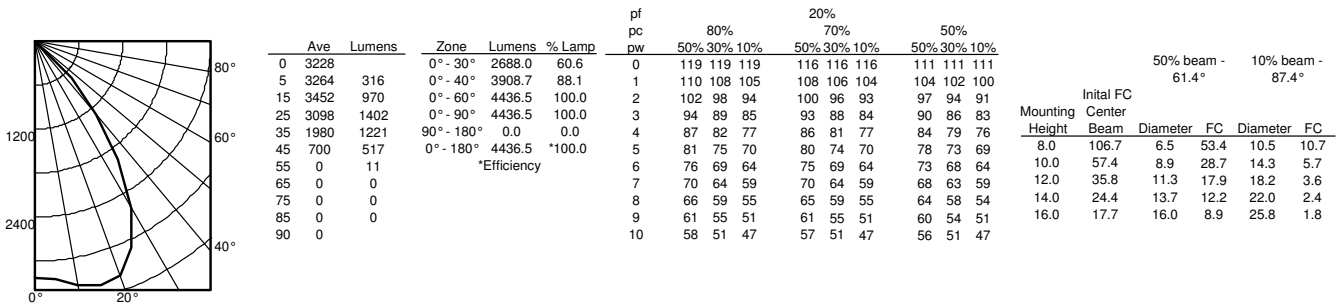 80°
60°
40°
20°
0°
1200
2400
Ave Lumens
0 3228
5 3264 316
15 3452 970
25 3098 1402
35 1980 1221
45 700 517
55 0 11
65 0 0
75 0 0
85 0 0
90 0
Zone Lumens % Lamp
0° - 30° 2688.0 60.6
0° - 40° 3908.7 88.1
0° - 60° 4436.5 100.0
0° - 90° 4436.5 100.0
90° - 180° 0.0 0.0
0° - 180° 4436.5 *100.0
*Efficiency
pf 20%
pc 80% 70% 50%
pw 50% 30% 10% 50% 30% 10% 50% 30% 10%
0 119 119 119 116 116 116 111 111 111
1 110 108 105 108 106 104 104 102 100
2 102 98 94 100 96 93 97 94 91
3 94 89 85 93 88 84 90 86 83
4 87 82 77 86 81 77 84 79 76
5 81 75 70 80 74 70 78 73 69
6 76 69 64 75 69 64 73 68 64
7 70 64 59 70 64 59 68 63 59
8 66 59 55 65 59 55 64 58 54
9 61 55 51 61 55 51 60 54 51
10 58 51 47 57 51 47 56 51 47
50% beam - 10% beam -
61.4° 87.4°
Inital FC
Mounting Center
Height Beam Diameter FC Diameter FC
8.0 106.7 6.5 53.4 10.5 10.7
10.0 57.4 8.9 28.7 14.3 5.7
12.0 35.8 11.3 17.9 18.2 3.6
14.0 24.4 13.7 12.2 22.0 2.4
16.0 17.7 16.0 8.9 25.8 1.8